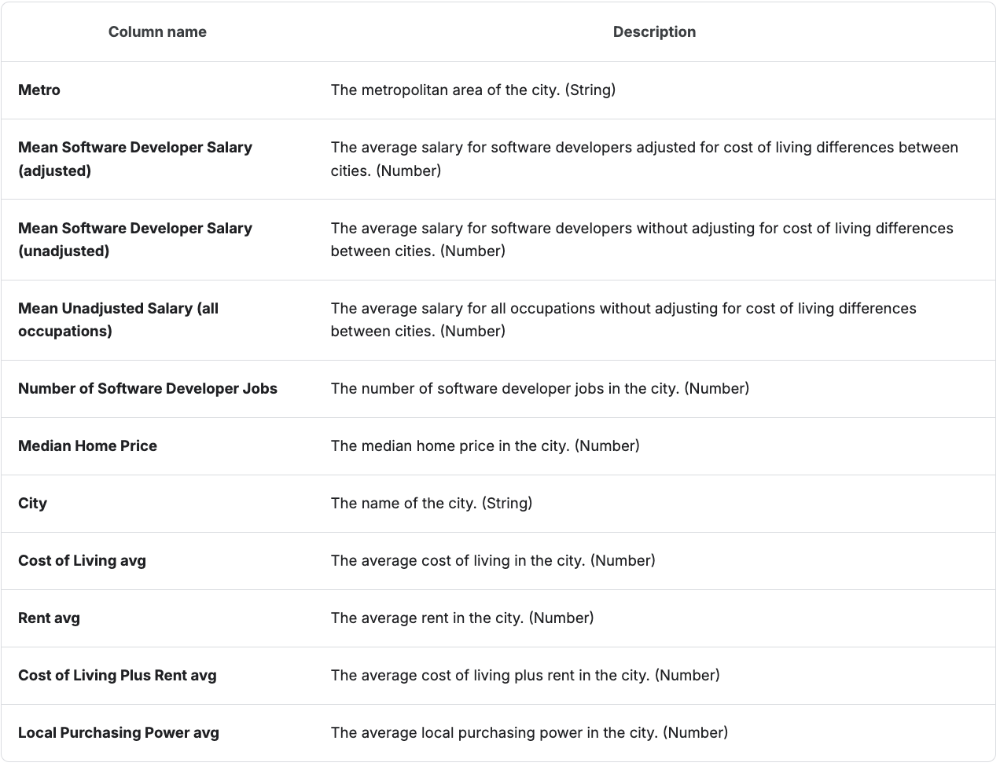 Column name Description
Metro The metropolitan area of the city. (String)
Mean Software Developer Salary The average salary for software developers adjusted for cost of living differences between
(adjusted) cities. (Number)
Mean Software Developer Salary The average salary for software developers without adjusting for cost of living differences
(unadjusted) between cities. (Number)
Mean Unadjusted Salary (all The average salary for all occupations without adjusting for cost of living differences
occupations) between cities. (Number)
Number of Software Developer Jobs The number of software developer jobs in the city. (Number)
Median Home Price The median home price in the city. (Number)
City The name of the city. (String)
Cost of Living avg The average cost of living in the city. (Number)
Rent avg The average rent in the city. (Number)
Cost of Living Plus Rent avg The average cost of living plus rent in the city. (Number)
Local Purchasing Power avg The average local purchasing power in the city. (Number)